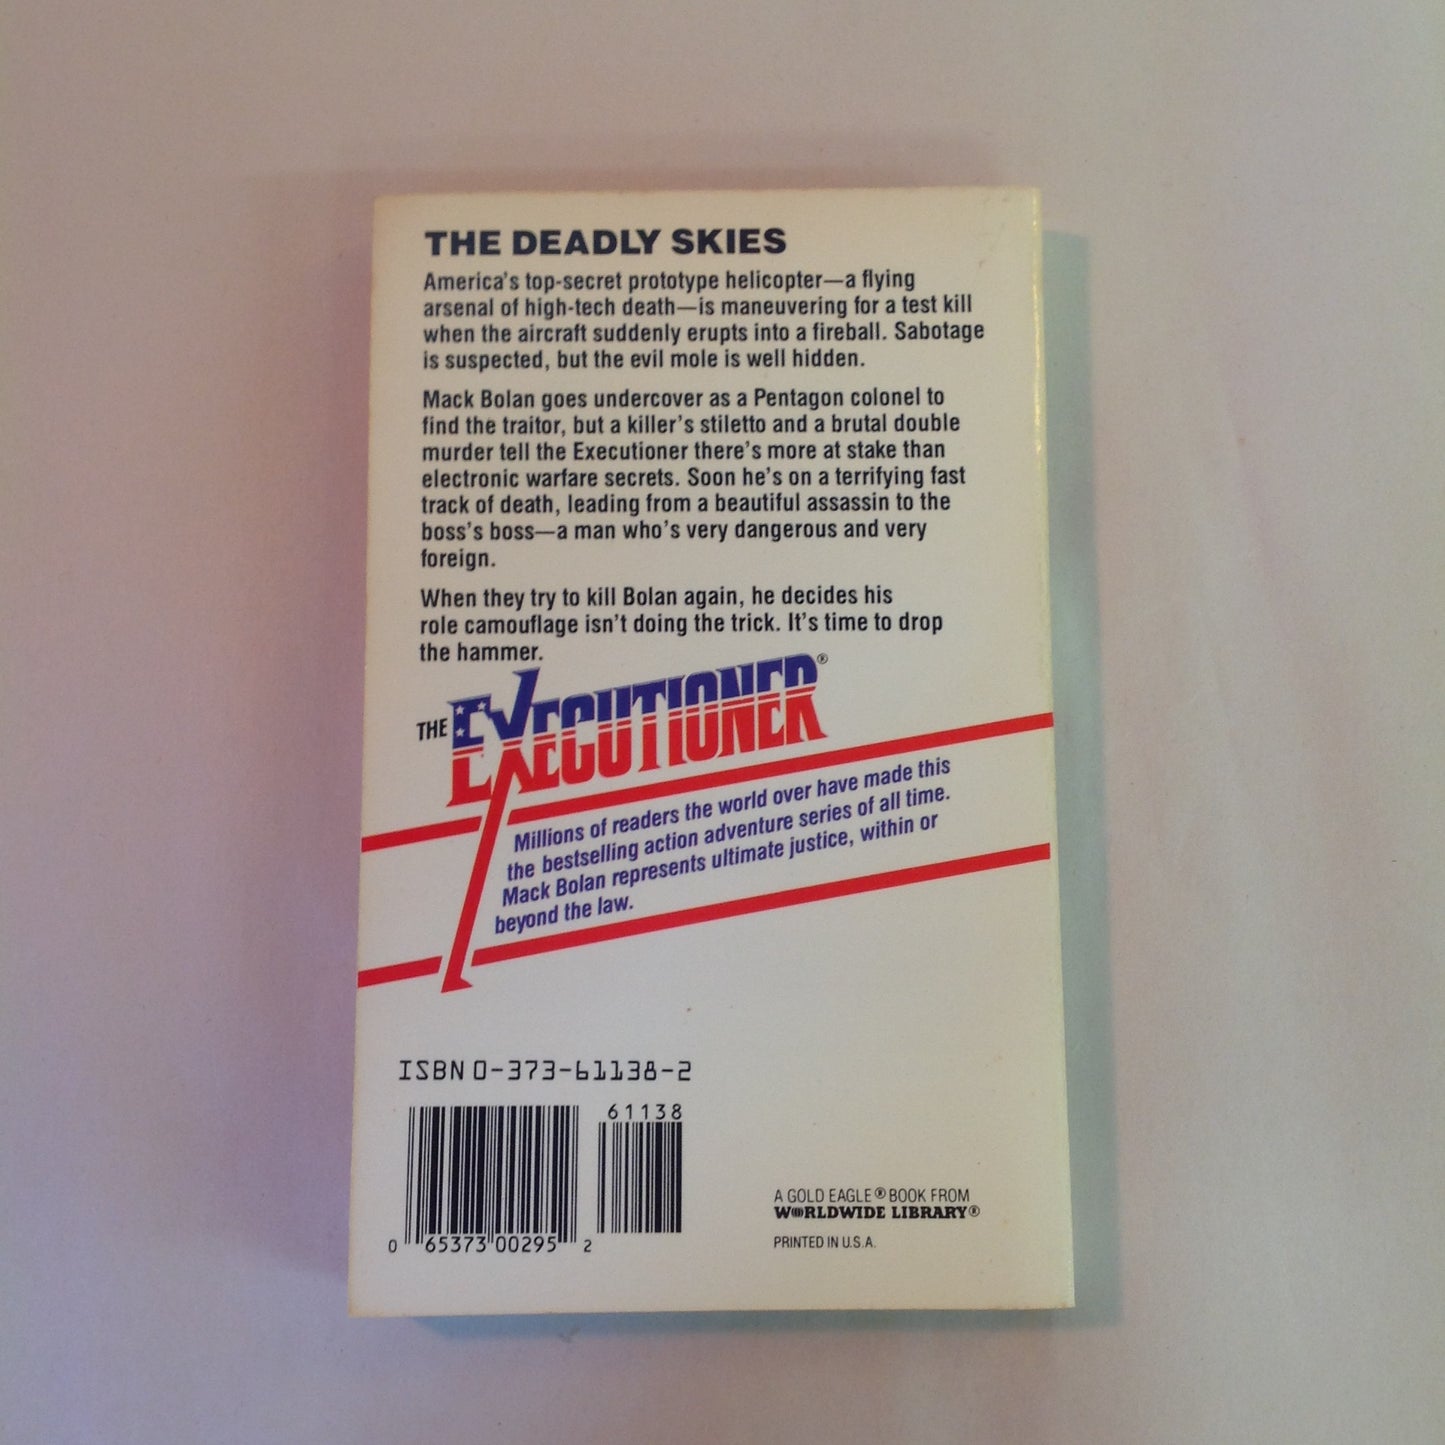 THE DEADLY SKIES
America's top-secret prototype helicopter—a flying
arsenal of high-tech death—is maneuvering for a test kill
when the aircraft suddenly erupts into a fireball. Sabotage
is suspected, but the evil mole is well hidden.
Mack Bolan goes undercover as a Pentagon colonel to
find the traitor, but a killer's stiletto and a brutal double
murder tell the Executioner there's more at stake than
electronic warfare secrets. Soon he's on a terrifying fast
track of death, leading from a beautiful assassin to the
boss's boss—a man who's very dangerous and very
foreign.
When they try to kill Bolan again, he decides his
role camouflage isn't doing the trick. It's time to drop
the hammer.
THE EXECUTIONER®
Millions of readers the world over have made this
the bestselling action adventure series of all time.
Mack Bolan represents ultimate justice, within or
beyond the law.
ISBN 0-373-61138-2
61138
0 65373 00295 2
A GOLD EAGLE® BOOK FROM
WORLDWIDE LIBRARY®
PRINTED IN U.S.A.